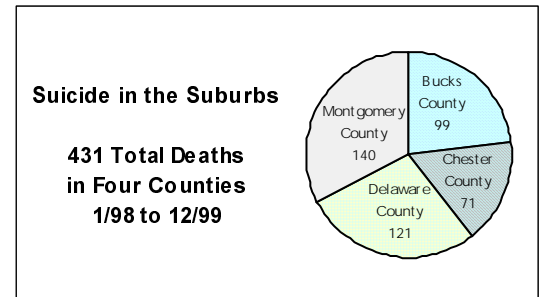 Suicide in the Suburbs
431 Total Deaths
in Four Counties
1/98 to 12/99
Bucks
County
99
Montgomery
County
140
Chester
County
71
Delaware
County
121